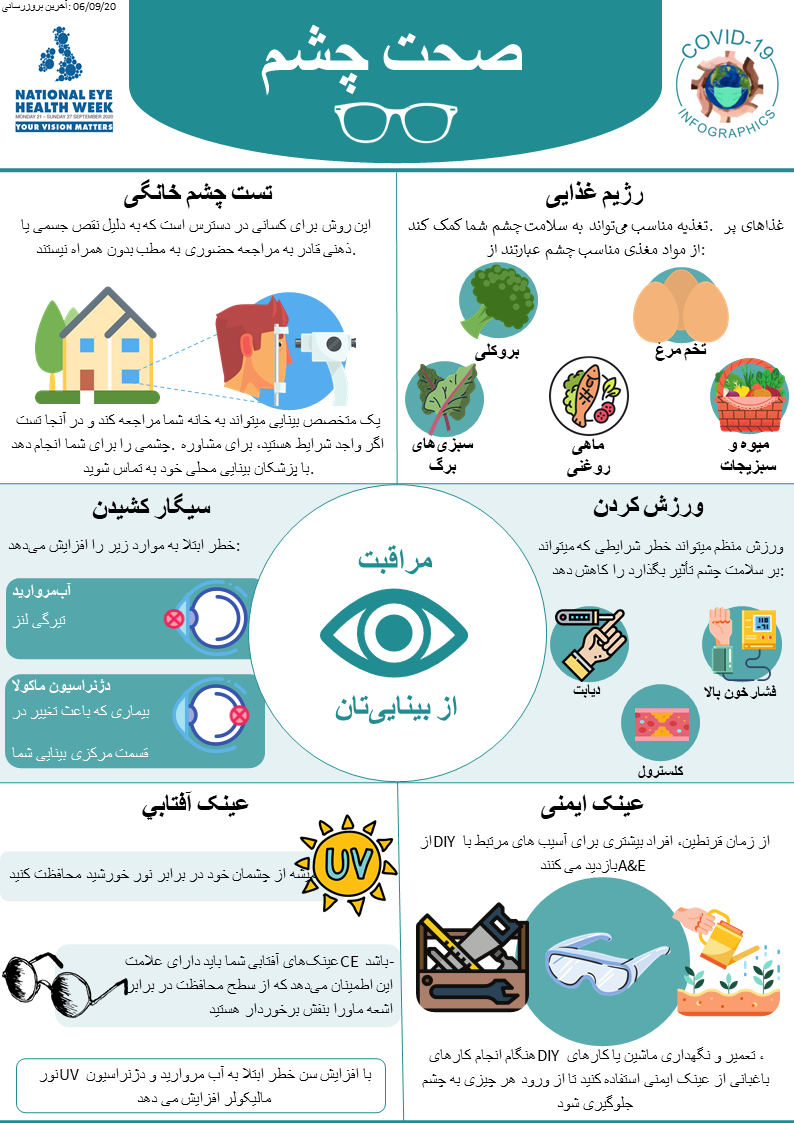 آخرین بروزرسانی: 06/09/20
NATIONAL EYE
HEALTH WEEK
MONDAY 21 - SUNDAY 27 SEPTEMBER 2020
YOUR VISION MATTERS
صحت چشم
COVID-19
INFOGRAPHICS
رژیم غذایی
غذاهای پر . تغذیه مناسب می‌تواند به سلامت چشم شما کمک کند
از مواد مغذی مناسب چشم عبارتند از:
بروکلی
تخم مرغ
سبزی‌های
برگ
ماهی
روغنی
میوه و
سبزیجات
تست چشم خانگی
این روش برای کسانی در دسترس است که به دلیل نقص جسمی یا
ذهنی قادر به مراجعه حضوری به مطب بدون همراه نیستند.
یک متخصص بینایی میتواند به خانه شما مراجعه کند و در آنجا تست
اگر واجد شرایط هستید، برای مشاوره .چشمی را برای شما انجام دهد
با پزشکان بینایی محلی خود به تماس شوید.
ورزش کردن
ورزش منظم میتواند خطر شرایطی که میتواند
بر سلامت چشم تأثیر بگذارد را کاهش دهد:
دیابت
فشارخون بالا
کلسترول
سیگار کشیدن
خطر ابتلا به موارد زیر را افزایش می‌دهد:
آب‌مروارید
تیرگی لنز
دژنراسیون ماکولا
بیماری که باعث تغییر در
قسمت مرکزی بینایی شما
مراقبت
از بینایی‌تان
عینک ایمنی
از زمان قرنطین، افراد بیشتری برای آسیب های مرتبط با DIY از
A&E بازدید می کنند
، تعمیر و نگهداری ماشین یا کارهای DIY هنگام انجام کارهای
باغبانی از عینک ایمنی استفاده کنید تا از ورود هر چیزی به چشم
جلوگیری شود
عینک آفتابي
UV
یشه از چشمان خود در برابر نور خورشید محافظت کنید
-باشد CE عینک‌های آفتابی شما باید دارای علامت
این اطمینان می‌دهد که از سطح محافظت در برابر
اشعه ماورا بنفش برخوردار هستید
با افزایش سن خطر ابتلا به آب مروارید و دژنراسیون UV نور
مالیکولر افزایش می دهد